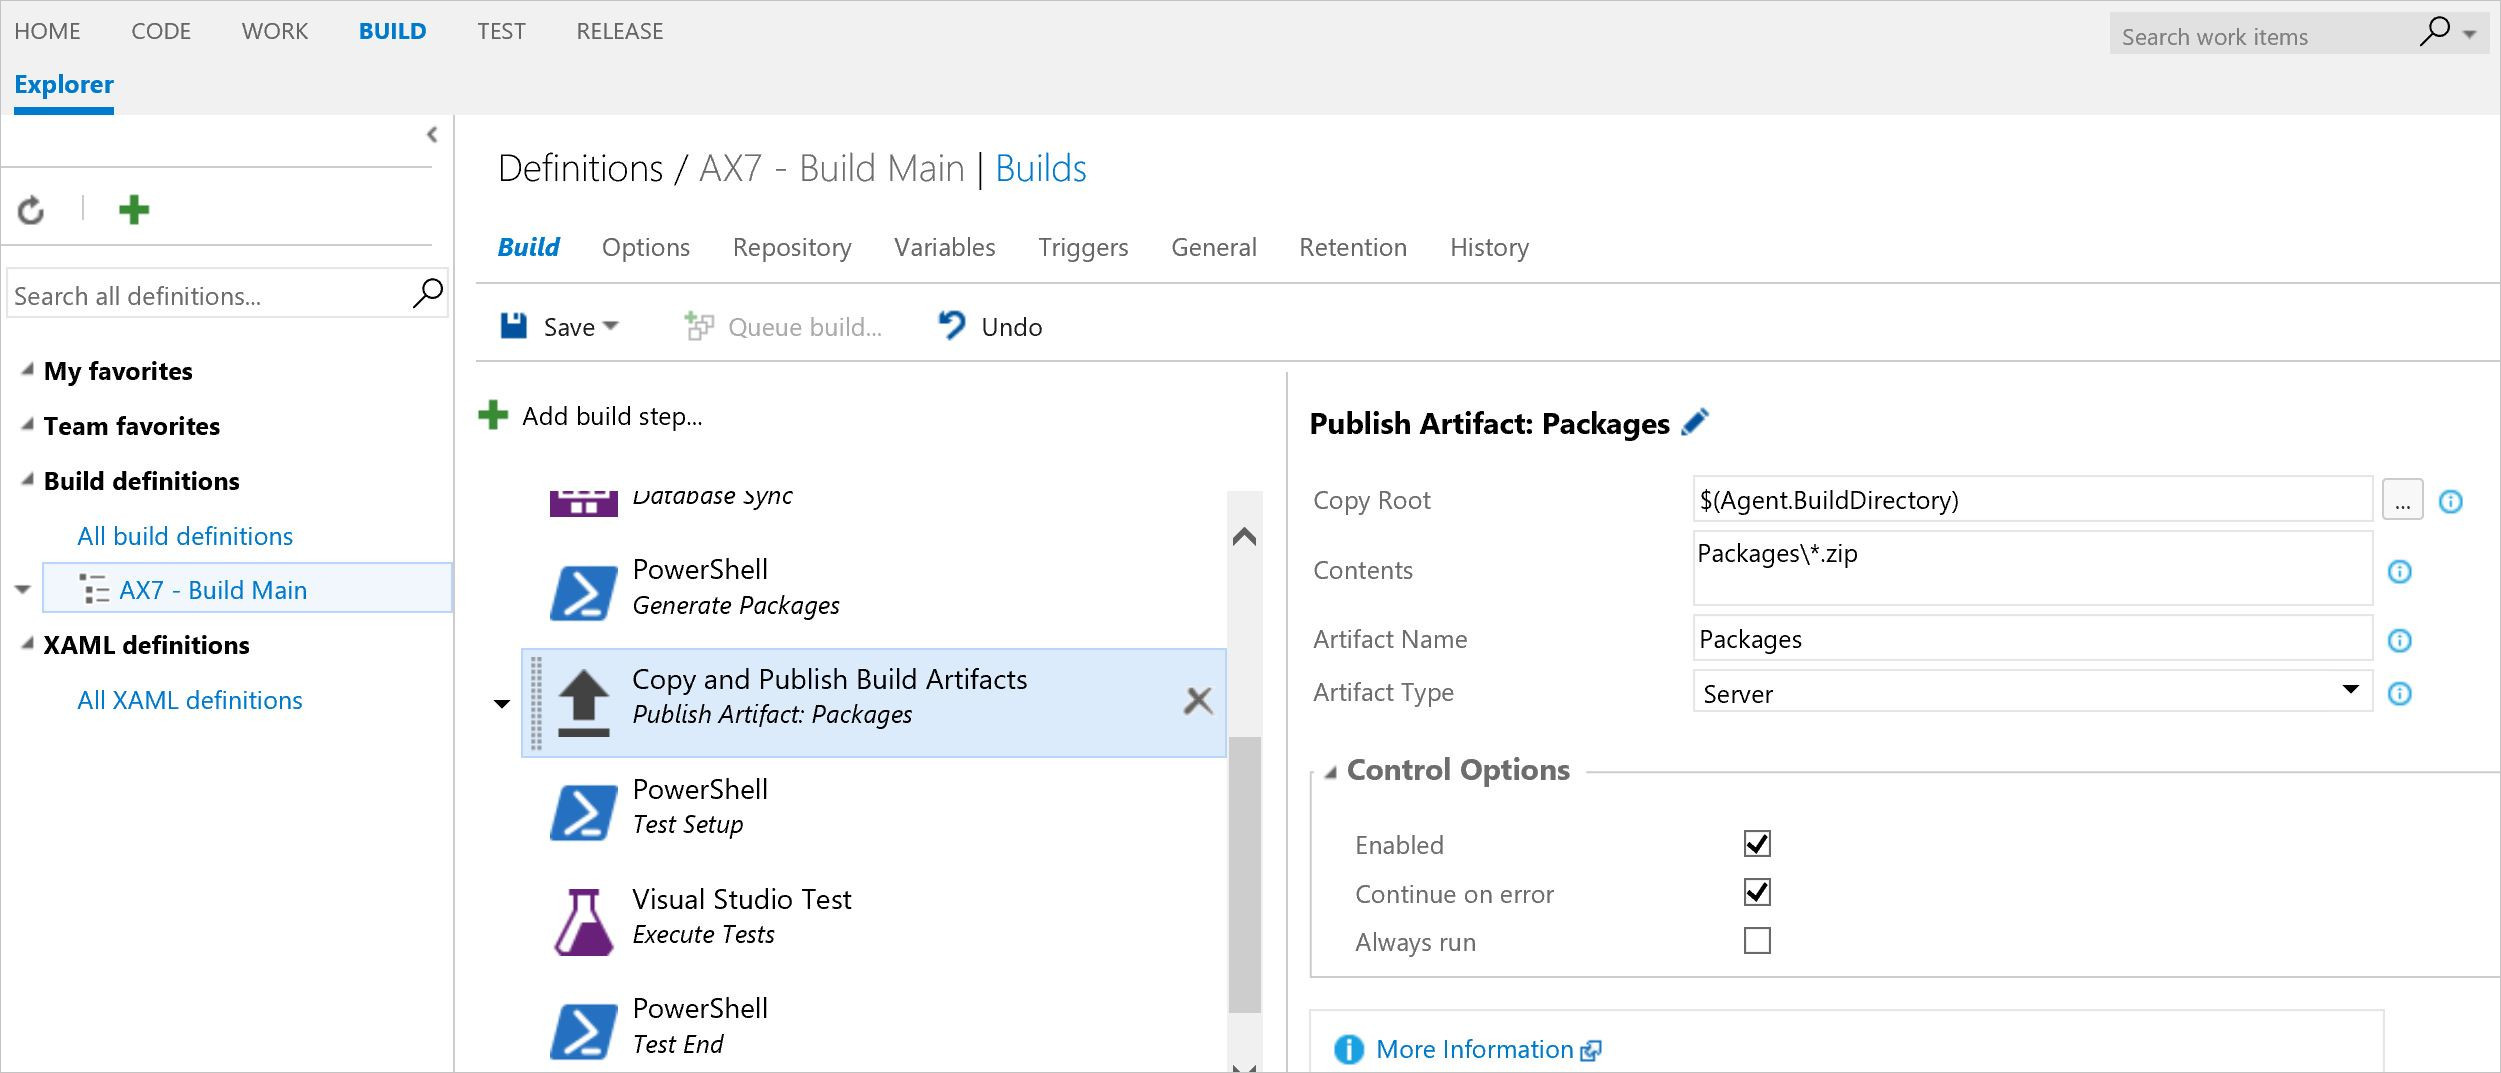 HOME CODE WORK BUILD TEST RELEASE
Search work items
Explorer
Definitions / AX7 - Build Main | Builds
Build Options Repository Variables Triggers General Retention History
Search all definitions...
Save Queue build... Undo
My favorites
Team favorites
Build definitions
All build definitions
AX7 - Build Main
XAML definitions
All XAML definitions
Add build step...
Database Sync
PowerShell
Generate Packages
Copy and Publish Build Artifacts
Publish Artifact: Packages
PowerShell
Test Setup
Visual Studio Test
Execute Tests
PowerShell
Test End
Publish Artifact: Packages
Copy Root $(Agent.BuildDirectory) ...
Contents Packages\*.zip
Artifact Name Packages
Artifact Type Server
Control Options
Enabled
Continue on error
Always run
More Information